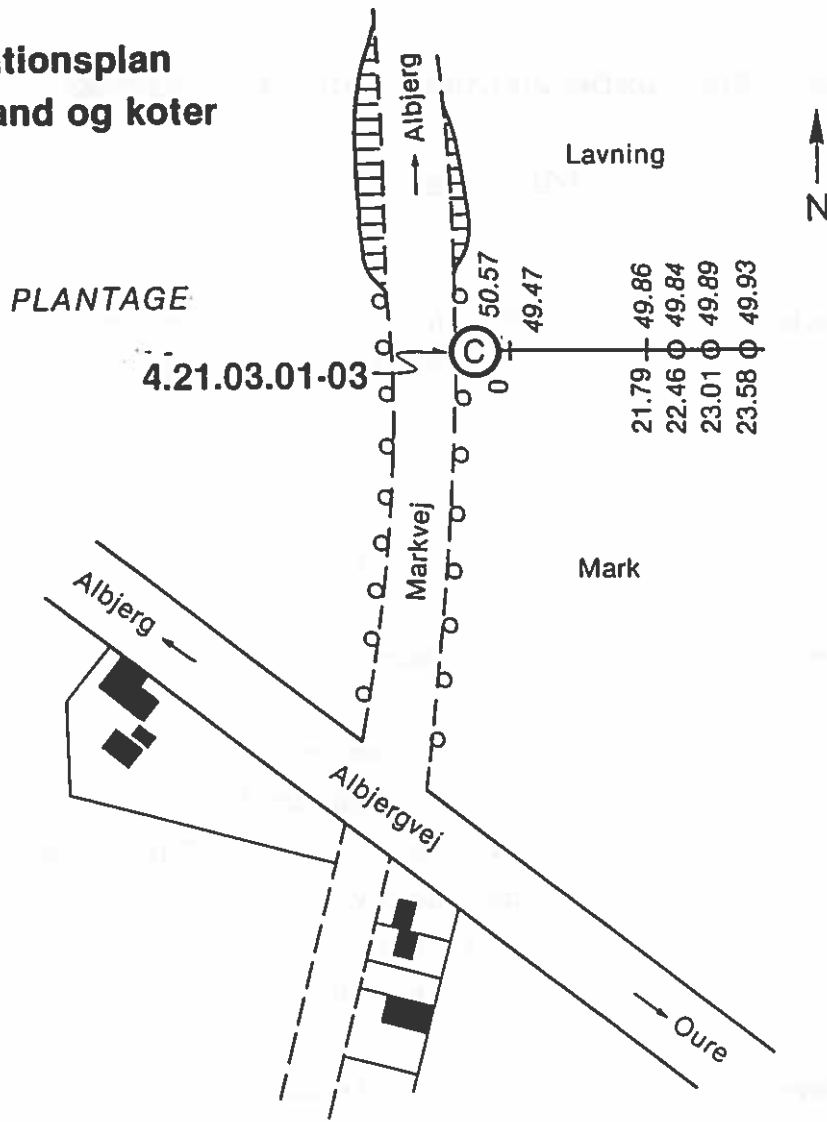 tionsplan
and og koter
Albjerg
Lavning
N
PLANTAGE
50.57
49.47
49.86
49.84
49.89
49.93
4.21.03.01-03
C
0
21.79
22.46
23.01
23.58
Markvej
Mark
Albjerg
Albjergvej
Oure